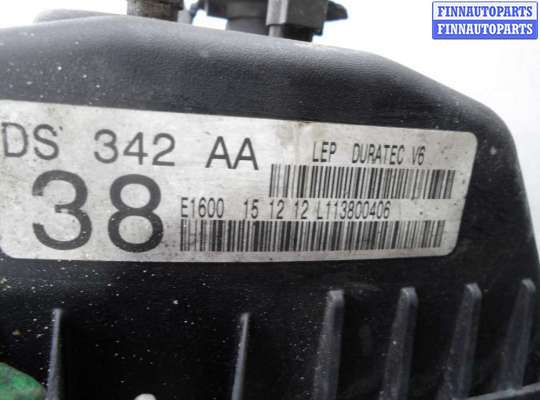 FINNAUTOPARTS
FINNAUTOPARTS
DS 342 AA
LEP DURATEC V6
38
E1600 15 12 12 L113800406